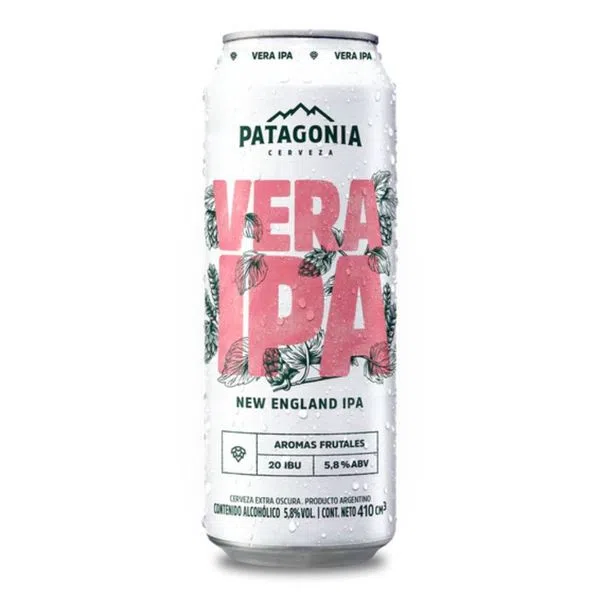 VERA IPA VERA IPA
PATAGONIA
CERVEZA
VERA
IPA
NEW ENGLAND IPA
AROMAS FRUTALES
20 IBU 5,8 % ABV
CERVEZA EXTRA OSCURA. PRODUCTO ARGENTINO
CONTENIDO ALCOHÓLICO 5,8%VOL. | CONT. NETO 410 CM³